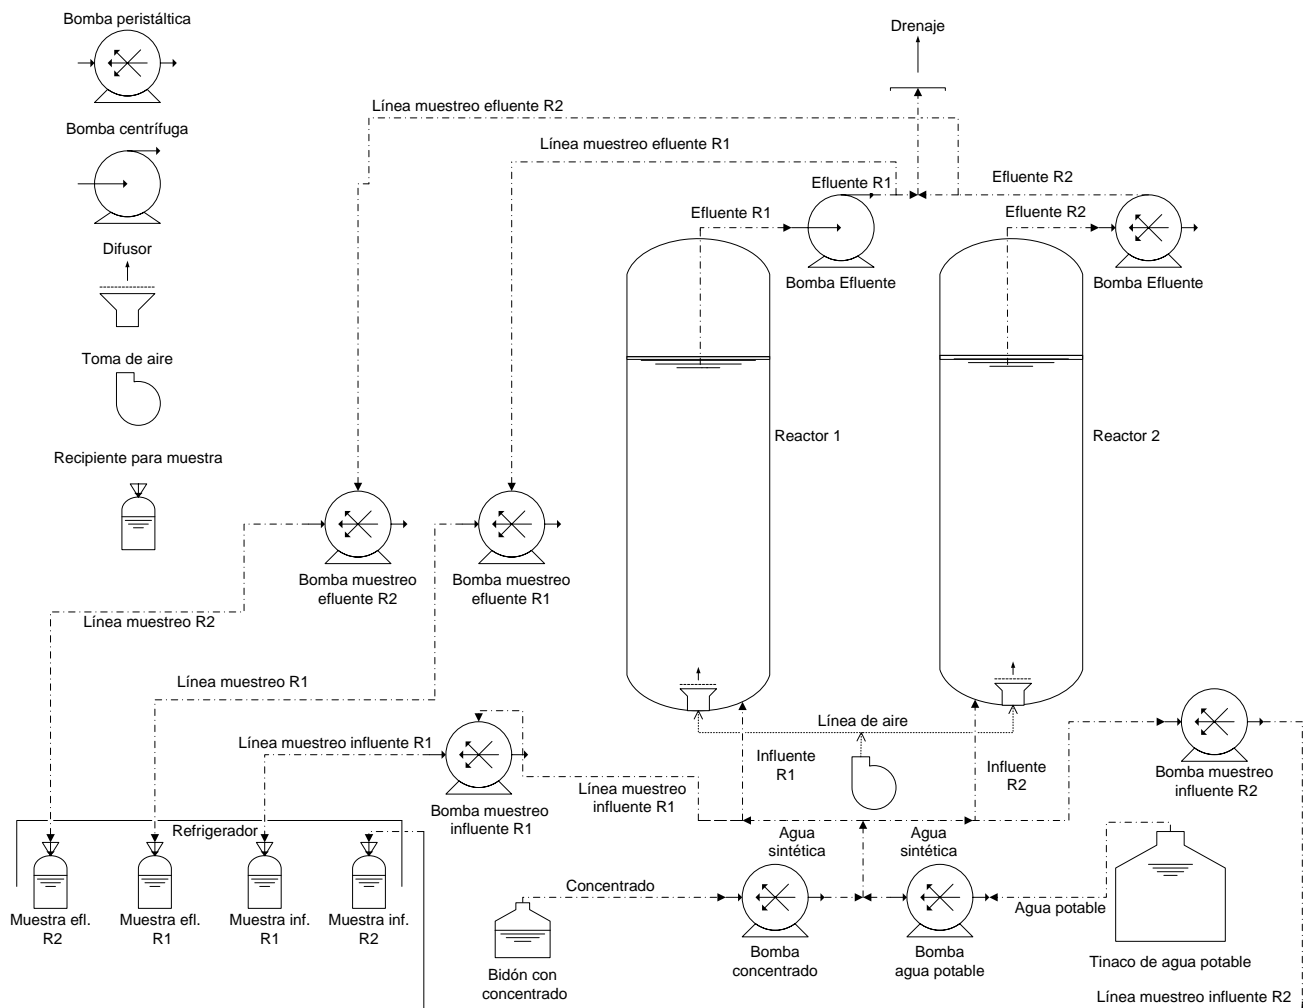 Bomba peristáltica
Bomba centrífuga
Difusor
Toma de aire
Recipiente para muestra
Drenaje
Línea muestreo efluente R2
Línea muestreo efluente R1
Efluente R1
Efluente R2
Efluente R1
Efluente R2
Bomba Efluente
Bomba Efluente
Reactor 1
Reactor 2
Bomba muestreo
efluente R2
Bomba muestreo
efluente R1
Línea muestreo R2
Línea muestreo R1
Línea muestreo influente R1
Bomba muestreo
influente R1
Línea muestreo
influente R1
Línea de aire
Influente
R1
Influente
R2
Bomba muestreo
influente R2
Refrigerador
Muestra efl.
R2
Muestra efl.
R1
Muestra inf.
R1
Muestra inf.
R2
Agua
sintética
Agua
sintética
Concentrado
Agua potable
Bidón con
concentrado
Bomba
concentrado
Bomba
agua potable
Tinaco de agua potable
Línea muestreo influente R2